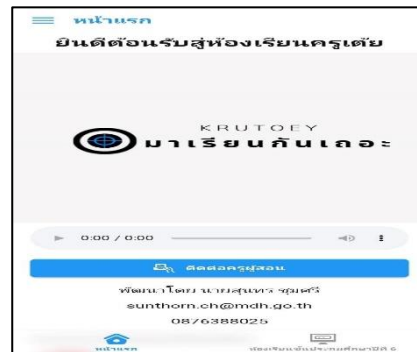 หน้าแรก
ยินดีต้อนรับสู่ห้องเรียนครูเต้ย
KRUTOEY
มาเรียนกันเถอะ
0:00 / 0:00
ติดต่อครูผู้สอน
พัฒนาโดย นายสุนทร ชุมศรี
sunthorn.ch@mdh.go.th
0876388025
หน้าแรก
ห้องเรียนชั้นประถมศึกษาปีที่ 6